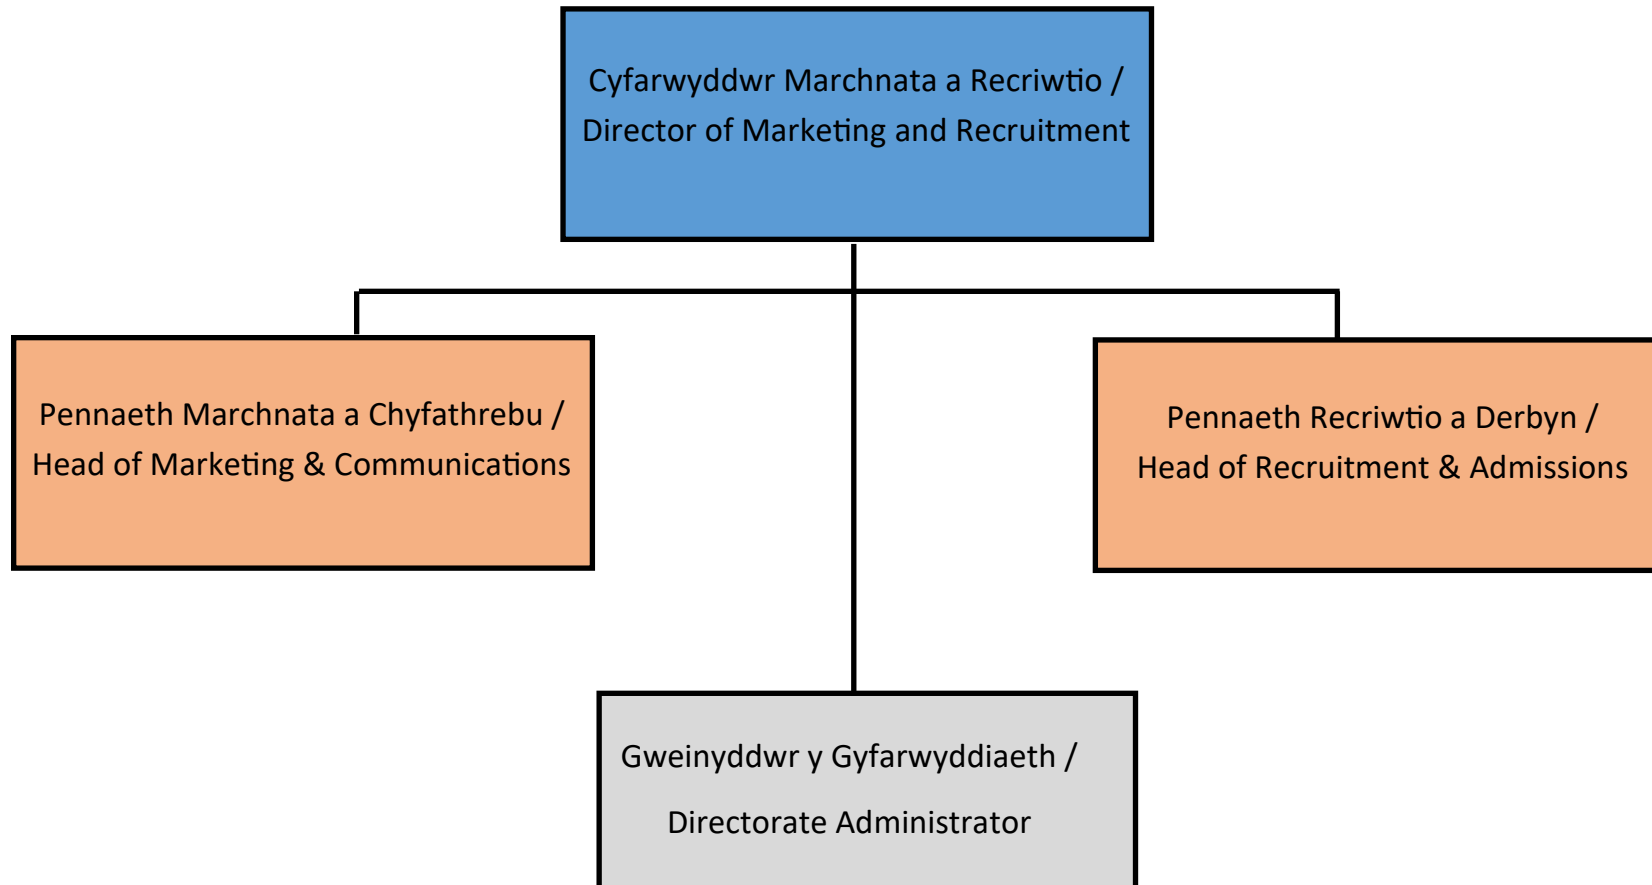 Cyfarwyddwr Marchnata a Recriwtio /
Director of Marketing and Recruitment
Pennaeth Marchnata a Chyfathrebu /
Head of Marketing & Communications
Pennaeth Recriwtio a Derbyn /
Head of Recruitment & Admissions
Gweinyddwr y Gyfarwyddiaeth /
Directorate Administrator